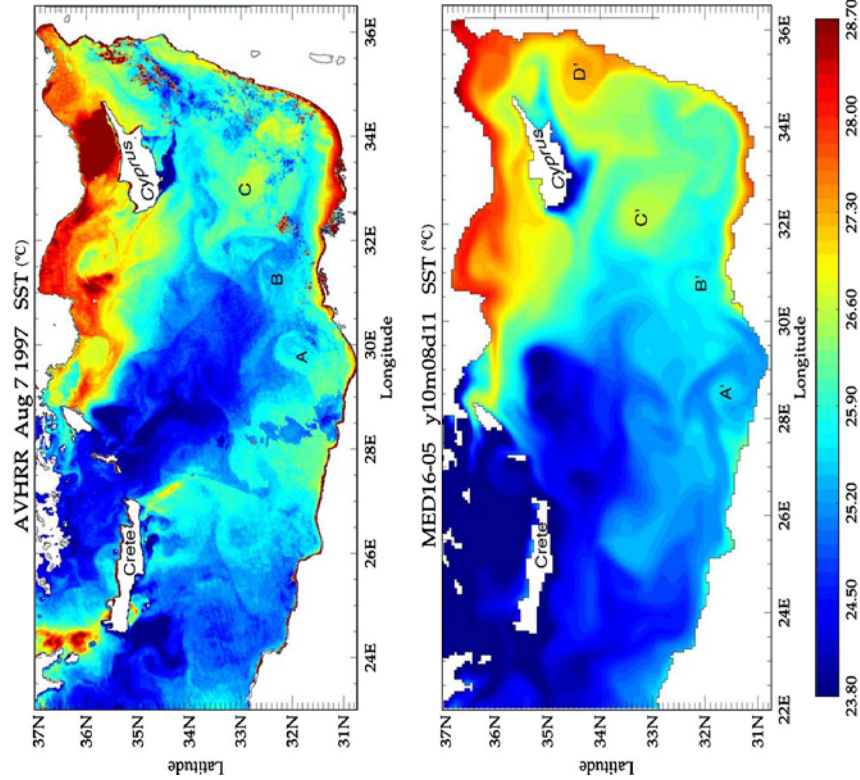 AVHRR Aug 7 1997 SST (°C)
37N
36N
35N
34N
33N
32N
31N
Latitude
Crete
Cyprus
A
B
C
24E
26E
28E
30E
32E
34E
36E
Longitude
MED16-05 y10m08d11 SST (°C)
37N
36N
35N
34N
33N
32N
31N
Latitude
Crete
Cyprus
A'
B'
C'
D'
22E
24E
26E
28E
30E
32E
34E
36E
Longitude
23.80
24.50
25.20
25.90
26.60
27.30
28.00
28.70